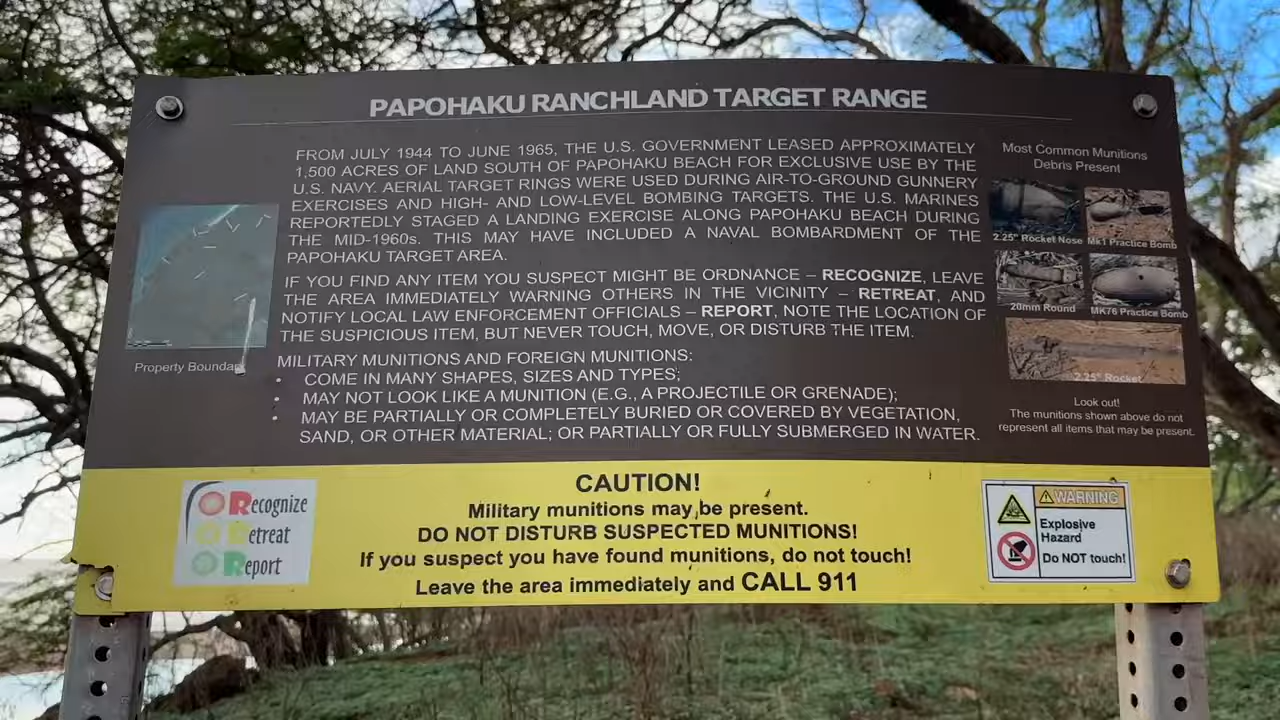 PAPOHAKU RANCHLAND TARGET RANGE
FROM JULY 1944 TO JUNE 1965, THE U.S. GOVERNMENT LEASED APPROXIMATELY
1,500 ACRES OF LAND SOUTH OF PAPOHAKU BEACH FOR EXCLUSIVE USE BY THE
U.S. NAVY. AERIAL TARGET RINGS WERE USED DURING AIR-TO-GROUND GUNNERY
EXERCISES AND HIGH- AND LOW-LEVEL BOMBING TARGETS. THE U.S. MARINES
REPORTEDLY STAGED A LANDING EXERCISE ALONG PAPOHAKU BEACH DURING
THE MID-1960s. THIS MAY HAVE INCLUDED A NAVAL BOMBARDMENT OF THE
PAPOHAKU TARGET AREA.
IF YOU FIND ANY ITEM YOU SUSPECT MIGHT BE ORDNANCE – RECOGNIZE, LEAVE
THE AREA IMMEDIATELY WARNING OTHERS IN THE VICINITY – RETREAT, AND
NOTIFY LOCAL LAW ENFORCEMENT OFFICIALS – REPORT, NOTE THE LOCATION OF
THE SUSPICIOUS ITEM, BUT NEVER TOUCH, MOVE, OR DISTURB THE ITEM.
MILITARY MUNITIONS AND FOREIGN MUNITIONS:
• COME IN MANY SHAPES, SIZES AND TYPES;
• MAY NOT LOOK LIKE A MUNITION (E.G., A PROJECTILE OR GRENADE);
• MAY BE PARTIALLY OR COMPLETELY BURIED OR COVERED BY VEGETATION,
SAND, OR OTHER MATERIAL; OR PARTIALLY OR FULLY SUBMERGED IN WATER.
Property Boundary
Most Common Munitions
Debris Present
2.25" Rocket Nose
Mk1 Practice Bomb
20mm Round
MK76 Practice Bomb
2.25" Rocket
Look out!
The munitions shown above do not
represent all items that may be present.
Recognize
Retreat
Report
CAUTION!
Military munitions may be present.
DO NOT DISTURB SUSPECTED MUNITIONS!
If you suspect you have found munitions, do not touch!
Leave the area immediately and CALL 911
WARNING
Explosive
Hazard
Do NOT touch!